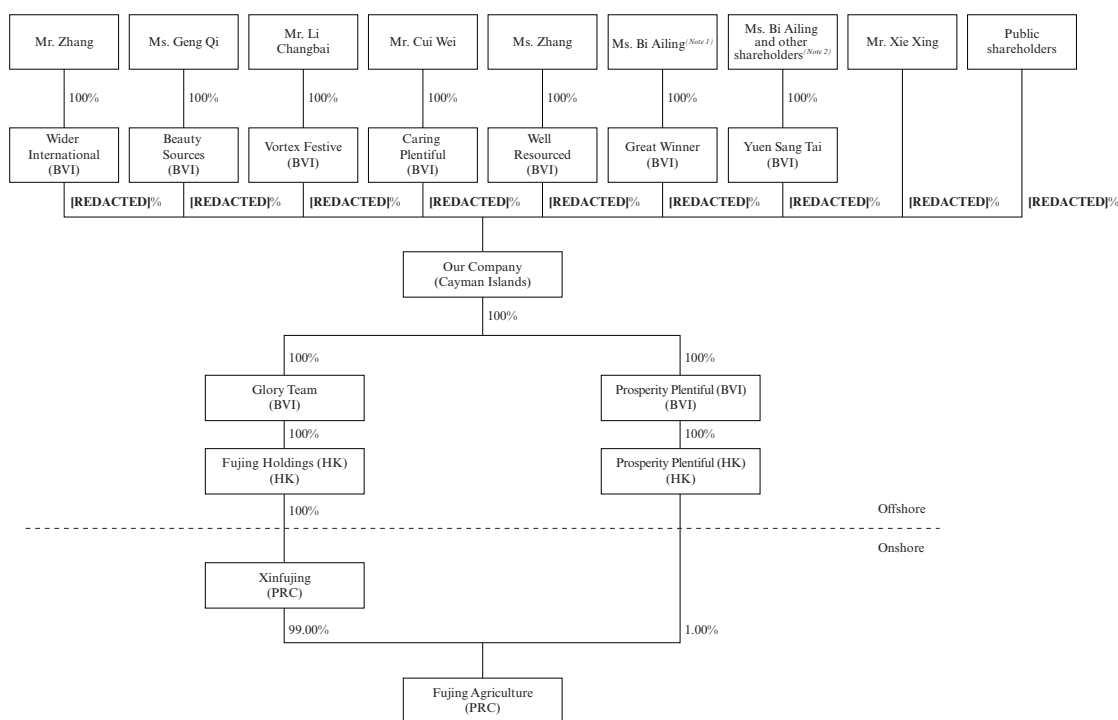 Mr. Zhang
Ms. Geng Qi
Mr. Li
Changbai
Mr. Cui Wei
Ms. Zhang
Ms. Bi Ailing(Note 1)
Ms. Bi Ailing
and other
shareholders(Note 2)
Mr. Xie Xing
Public
shareholders
100%
100%
100%
100%
100%
100%
100%
Wider
International
(BVI)
Beauty
Sources
(BVI)
Vortex Festive
(BVI)
Caring
Plentiful
(BVI)
Well
Resourced
(BVI)
Great Winner
(BVI)
Yuen Sang Tai
(BVI)
[REDACTED]%
[REDACTED]%
[REDACTED]%
[REDACTED]%
[REDACTED]%
[REDACTED]%
[REDACTED]%
[REDACTED]%
[REDACTED]%
Our Company
(Cayman Islands)
100%
100%
100%
Glory Team
(BVI)
Prosperity Plentiful (BVI)
(BVI)
100%
100%
Fujing Holdings (HK)
(HK)
Prosperity Plentiful (HK)
(HK)
100%
Offshore
Onshore
Xinfujing
(PRC)
99.00%
1.00%
Fujing Agriculture
(PRC)